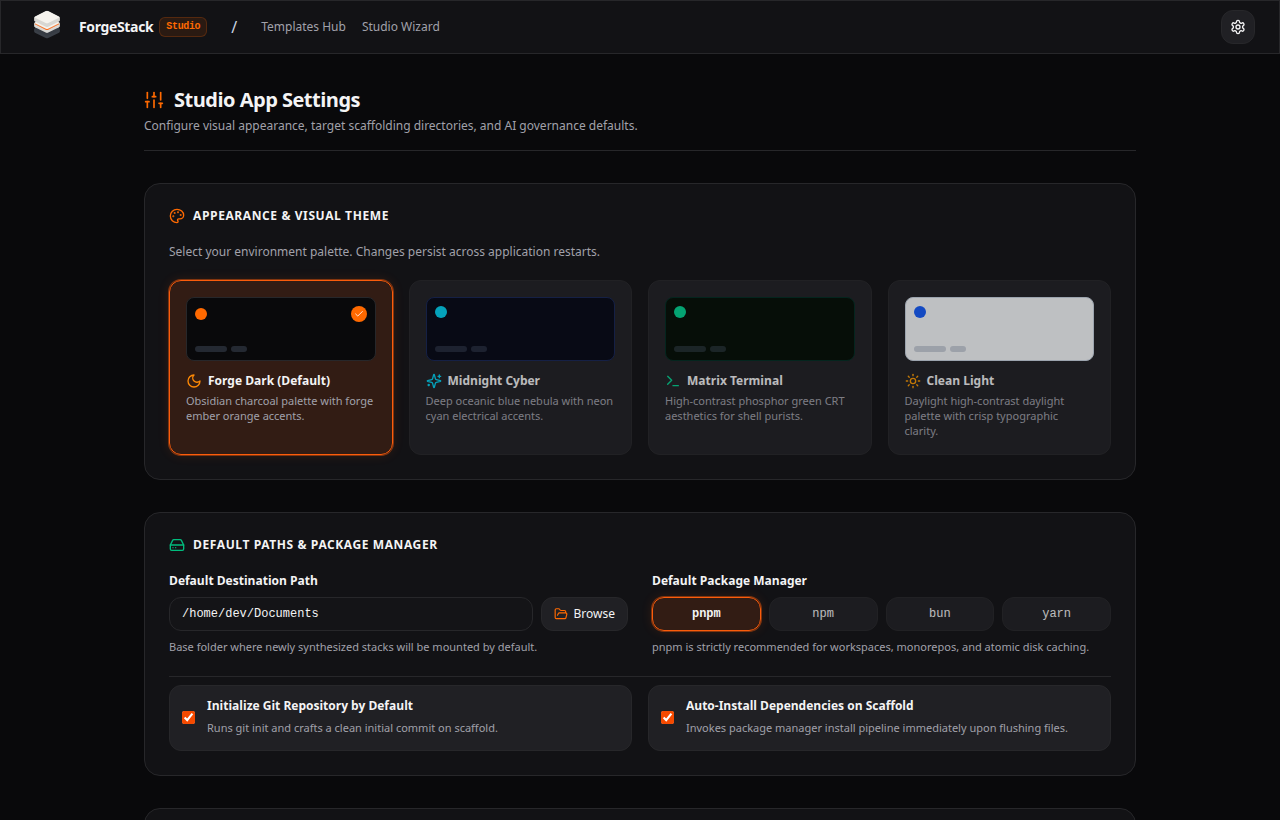 ForgeStack Studio / Templates Hub Studio Wizard
Studio App Settings
Configure visual appearance, target scaffolding directories, and AI governance defaults.
APPEARANCE & VISUAL THEME
Select your environment palette. Changes persist across application restarts.
Forge Dark (Default)
Obsidian charcoal palette with forge
ember orange accents.
Midnight Cyber
Deep oceanic blue nebula with neon
cyan electrical accents.
Matrix Terminal
High-contrast phosphor green CRT
aesthetics for shell purists.
Clean Light
Daylight high-contrast daylight
palette with crisp typographic
clarity.
DEFAULT PATHS & PACKAGE MANAGER
Default Destination Path
/home/dev/Documents
Browse
Base folder where newly synthesized stacks will be mounted by default.
Default Package Manager
pnpm npm bun yarn
pnpm is strictly recommended for workspaces, monorepos, and atomic disk caching.
Initialize Git Repository by Default
Runs git init and crafts a clean initial commit on scaffold.
Auto-Install Dependencies on Scaffold
Invokes package manager install pipeline immediately upon flushing files.